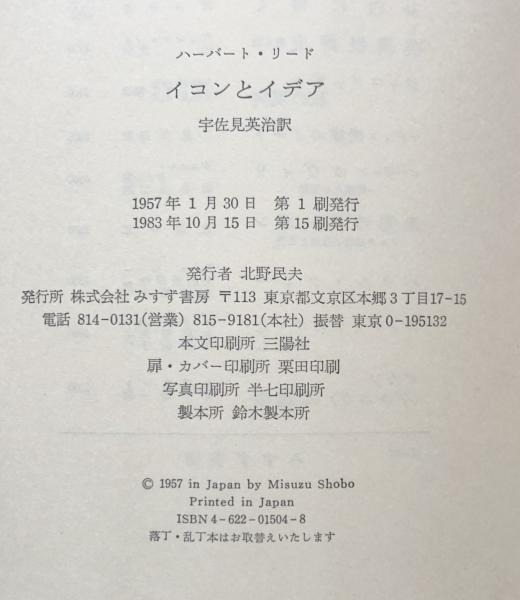 ハーバート・リード
イコンとイデア
宇佐見英治訳
1957年1月30日 第1刷発行
1983年10月15日 第15刷発行
発行者 北野民夫
発行所 株式会社 みすず書房 〒113 東京都文京区本郷3丁目17-15
電話 814-0131(営業) 815-9181(本社) 振替 東京0-195132
本文印刷所 三陽社
扉・カバー印刷所 栗田印刷
写真印刷所 半七印刷所
製本所 鈴木製本所
© 1957 in Japan by Misuzu Shobo
Printed in Japan
ISBN4-622-01504-8
落丁・乱丁本はお取替えいたします